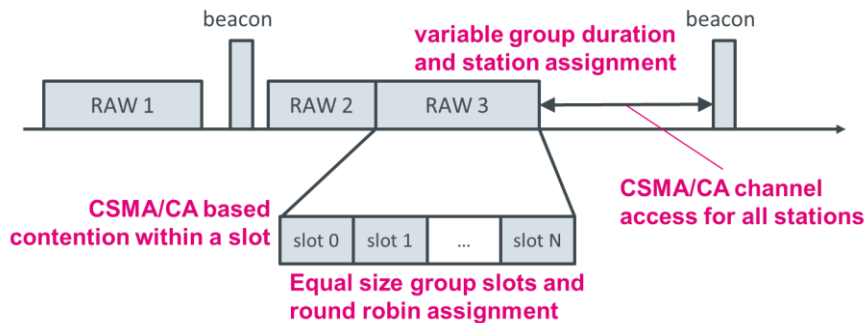 beacon
beacon
variable group duration
and station assignment
RAW 1
RAW 2
RAW 3
CSMA/CA based
contention within a slot
CSMA/CA channel
access for all stations
slot 0
slot 1
...
slot N
Equal size group slots and
round robin assignment